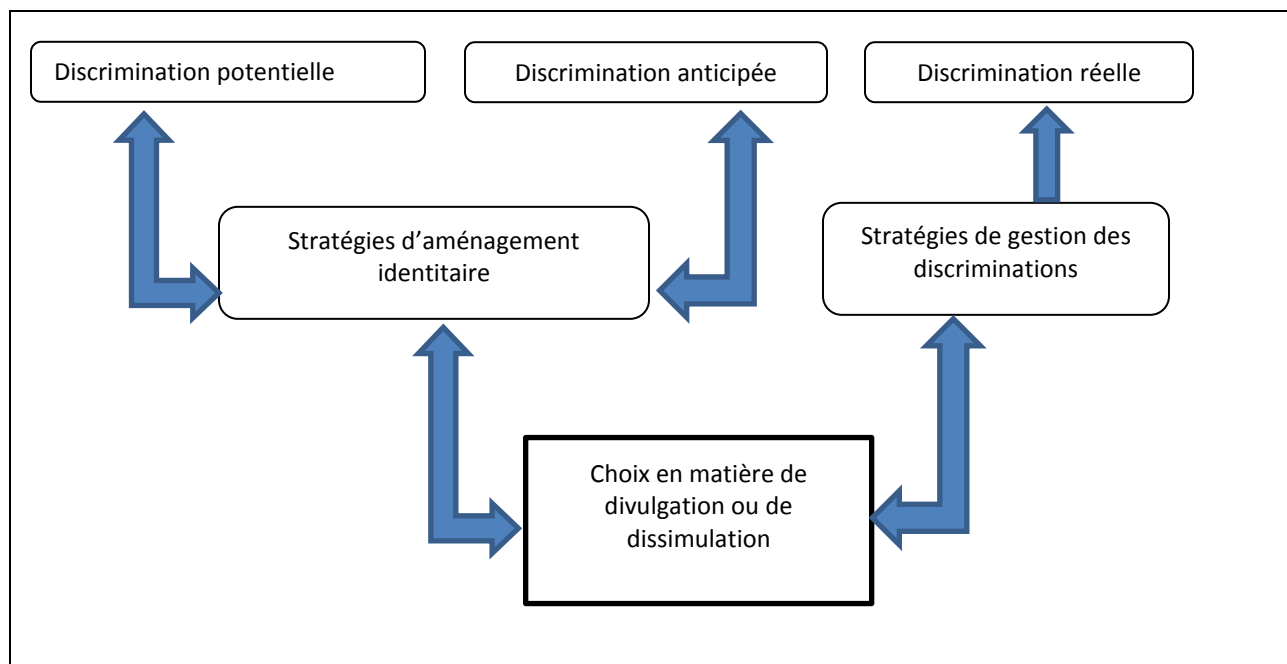 Discrimination potentielle
Discrimination anticipée
Discrimination réelle
Stratégies d’aménagement
identitaire
Stratégies de gestion des
discriminations
Choix en matière de
divulgation ou de
dissimulation